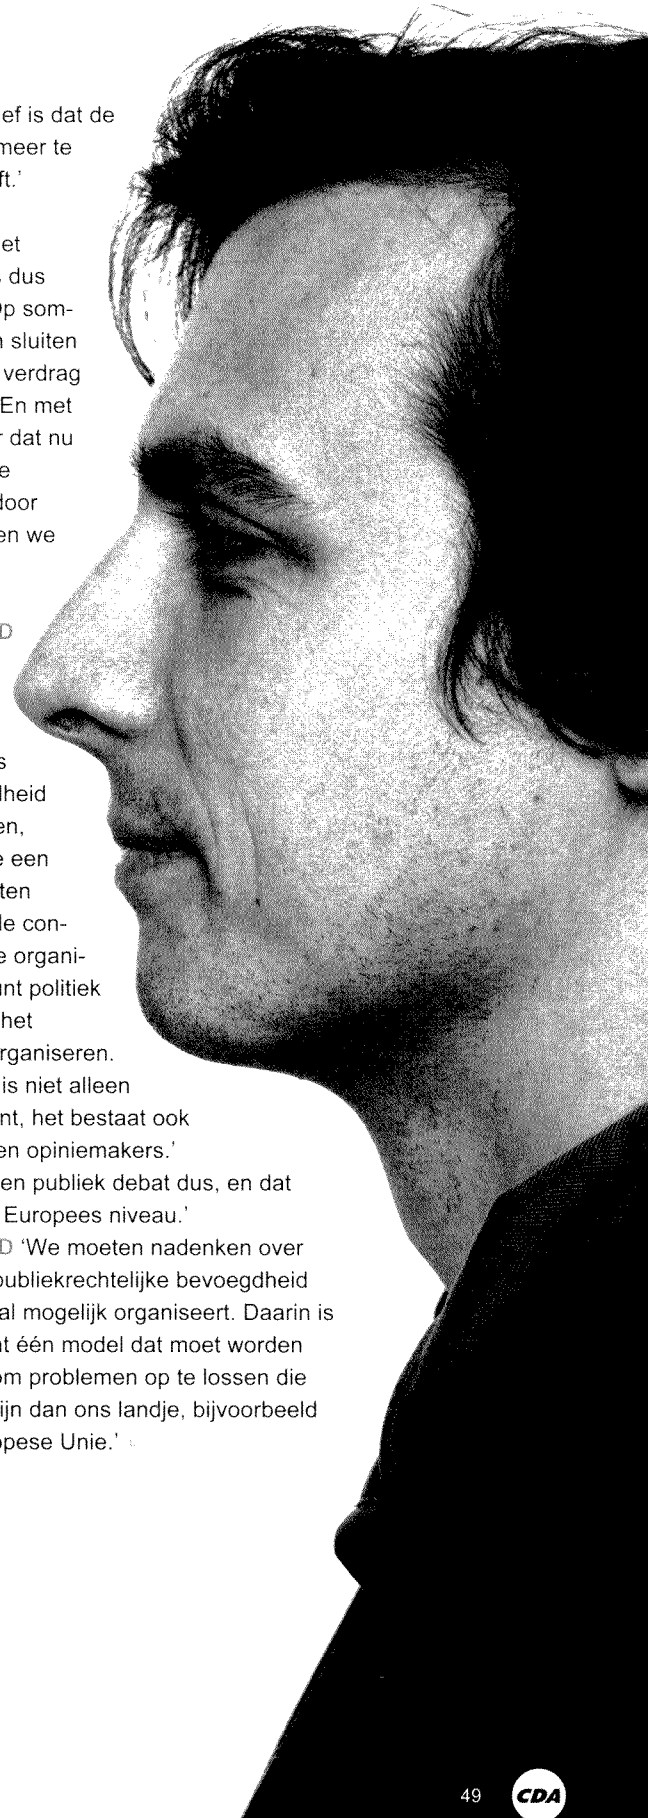 ef is dat de
meer te
ft.’
et
dus
Op som-
sluiten
verdrag
En met
dat nu
e
door
en we
D
s
lheid
en,
e een
ten
le con-
e organi-
nt politiek
het
rganiseren.
is niet alleen
nt, het bestaat ook
en opiniemakers.’
en publiek debat dus, en dat
Europees niveau.’
D ‘We moeten nadenken over
publiekrechtelijke bevoegdheid
al mogelijk organiseert. Daarin is
nt één model dat moet worden
om problemen op te lossen die
ijn dan ons landje, bijvoorbeeld
opese Unie.’
49 CDA